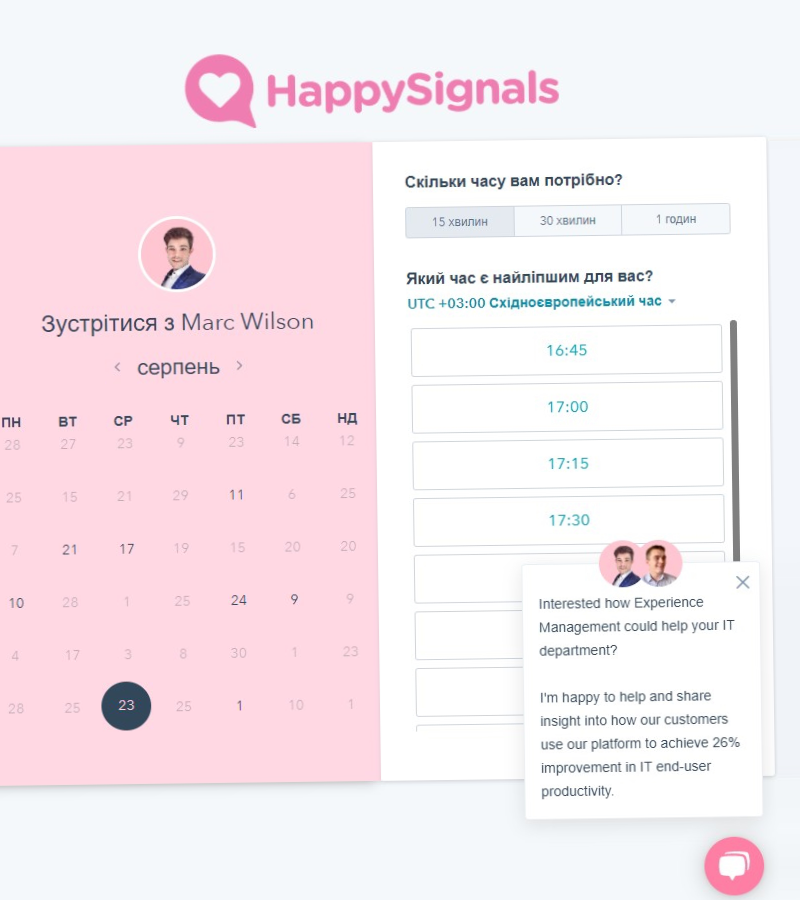 HappySignals
Зустрітися з Marc Wilson
серпень
ПН ВТ СР ЧТ ПТ СБ НД
28 27 23 9 23 14 12
25 15 21 29 11 6 25
7 21 17 19 15 20 20
10 28 1 25 24 9 9
4 17 3 8 30 1 23
28 25 23 25 1 10 1
Скільки часу вам потрібно?
15 хвилин 30 хвилин 1 годин
Який час є найліпшим для вас?
UTC +03:00 Східноєвропейський час
16:45
17:00
17:15
17:30
Interested how Experience
Management could help your IT
department?
I'm happy to help and share
insight into how our customers
use our platform to achieve 26%
improvement in IT end-user
productivity.